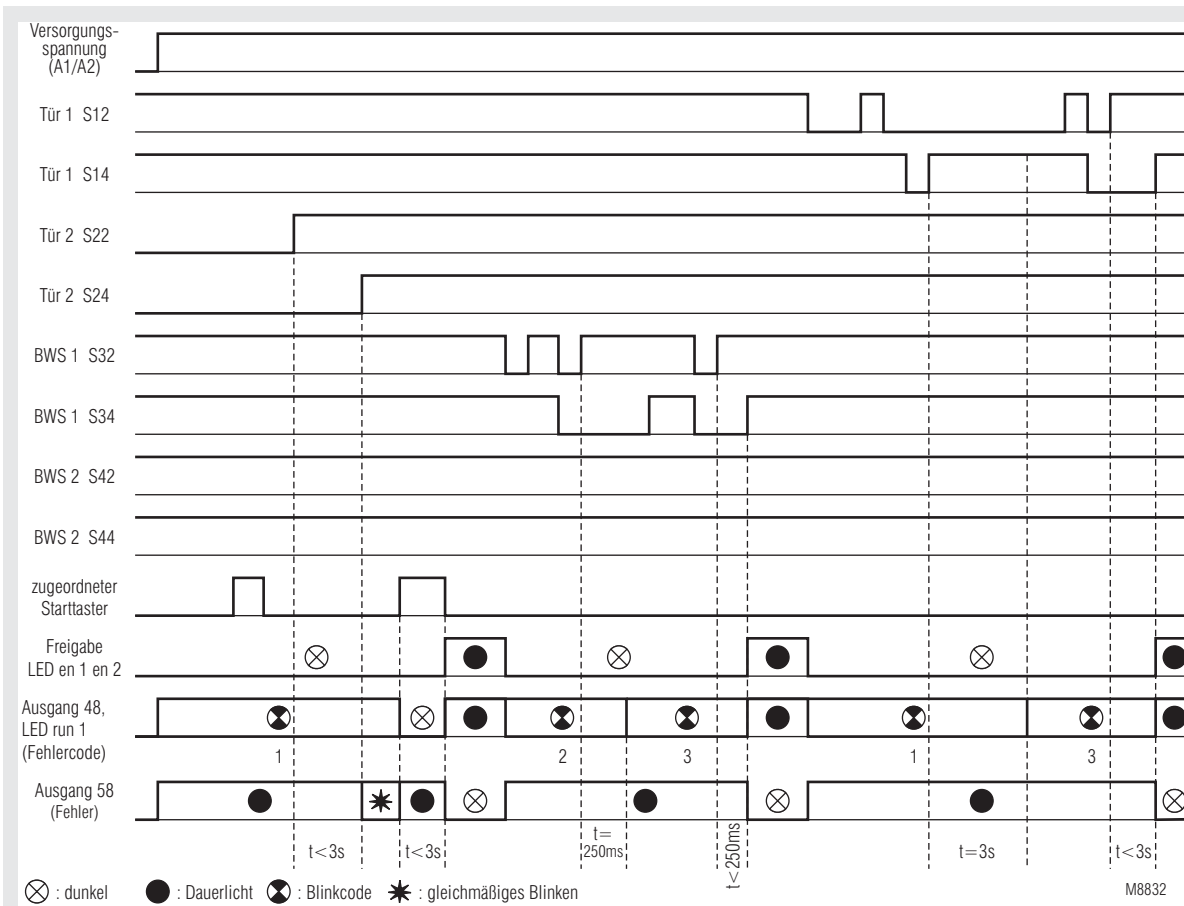 Versorgungs-
spannung
(A1/A2)
Tür 1 S12
Tür 1 S14
Tür 2 S22
Tür 2 S24
BWS 1 S32
BWS 1 S34
BWS 2 S42
BWS 2 S44
zugeordneter
Starttaster
Freigabe
LED en 1 en 2
Ausgang 48,
LED run 1
(Fehlercode)
1 2 3 1 3
Ausgang 58
(Fehler)
t<3s t<3s t=
250ms t<250ms t=3s t<3s
: dunkel : Dauerlicht : Blinkcode : gleichmäßiges Blinken
M8832